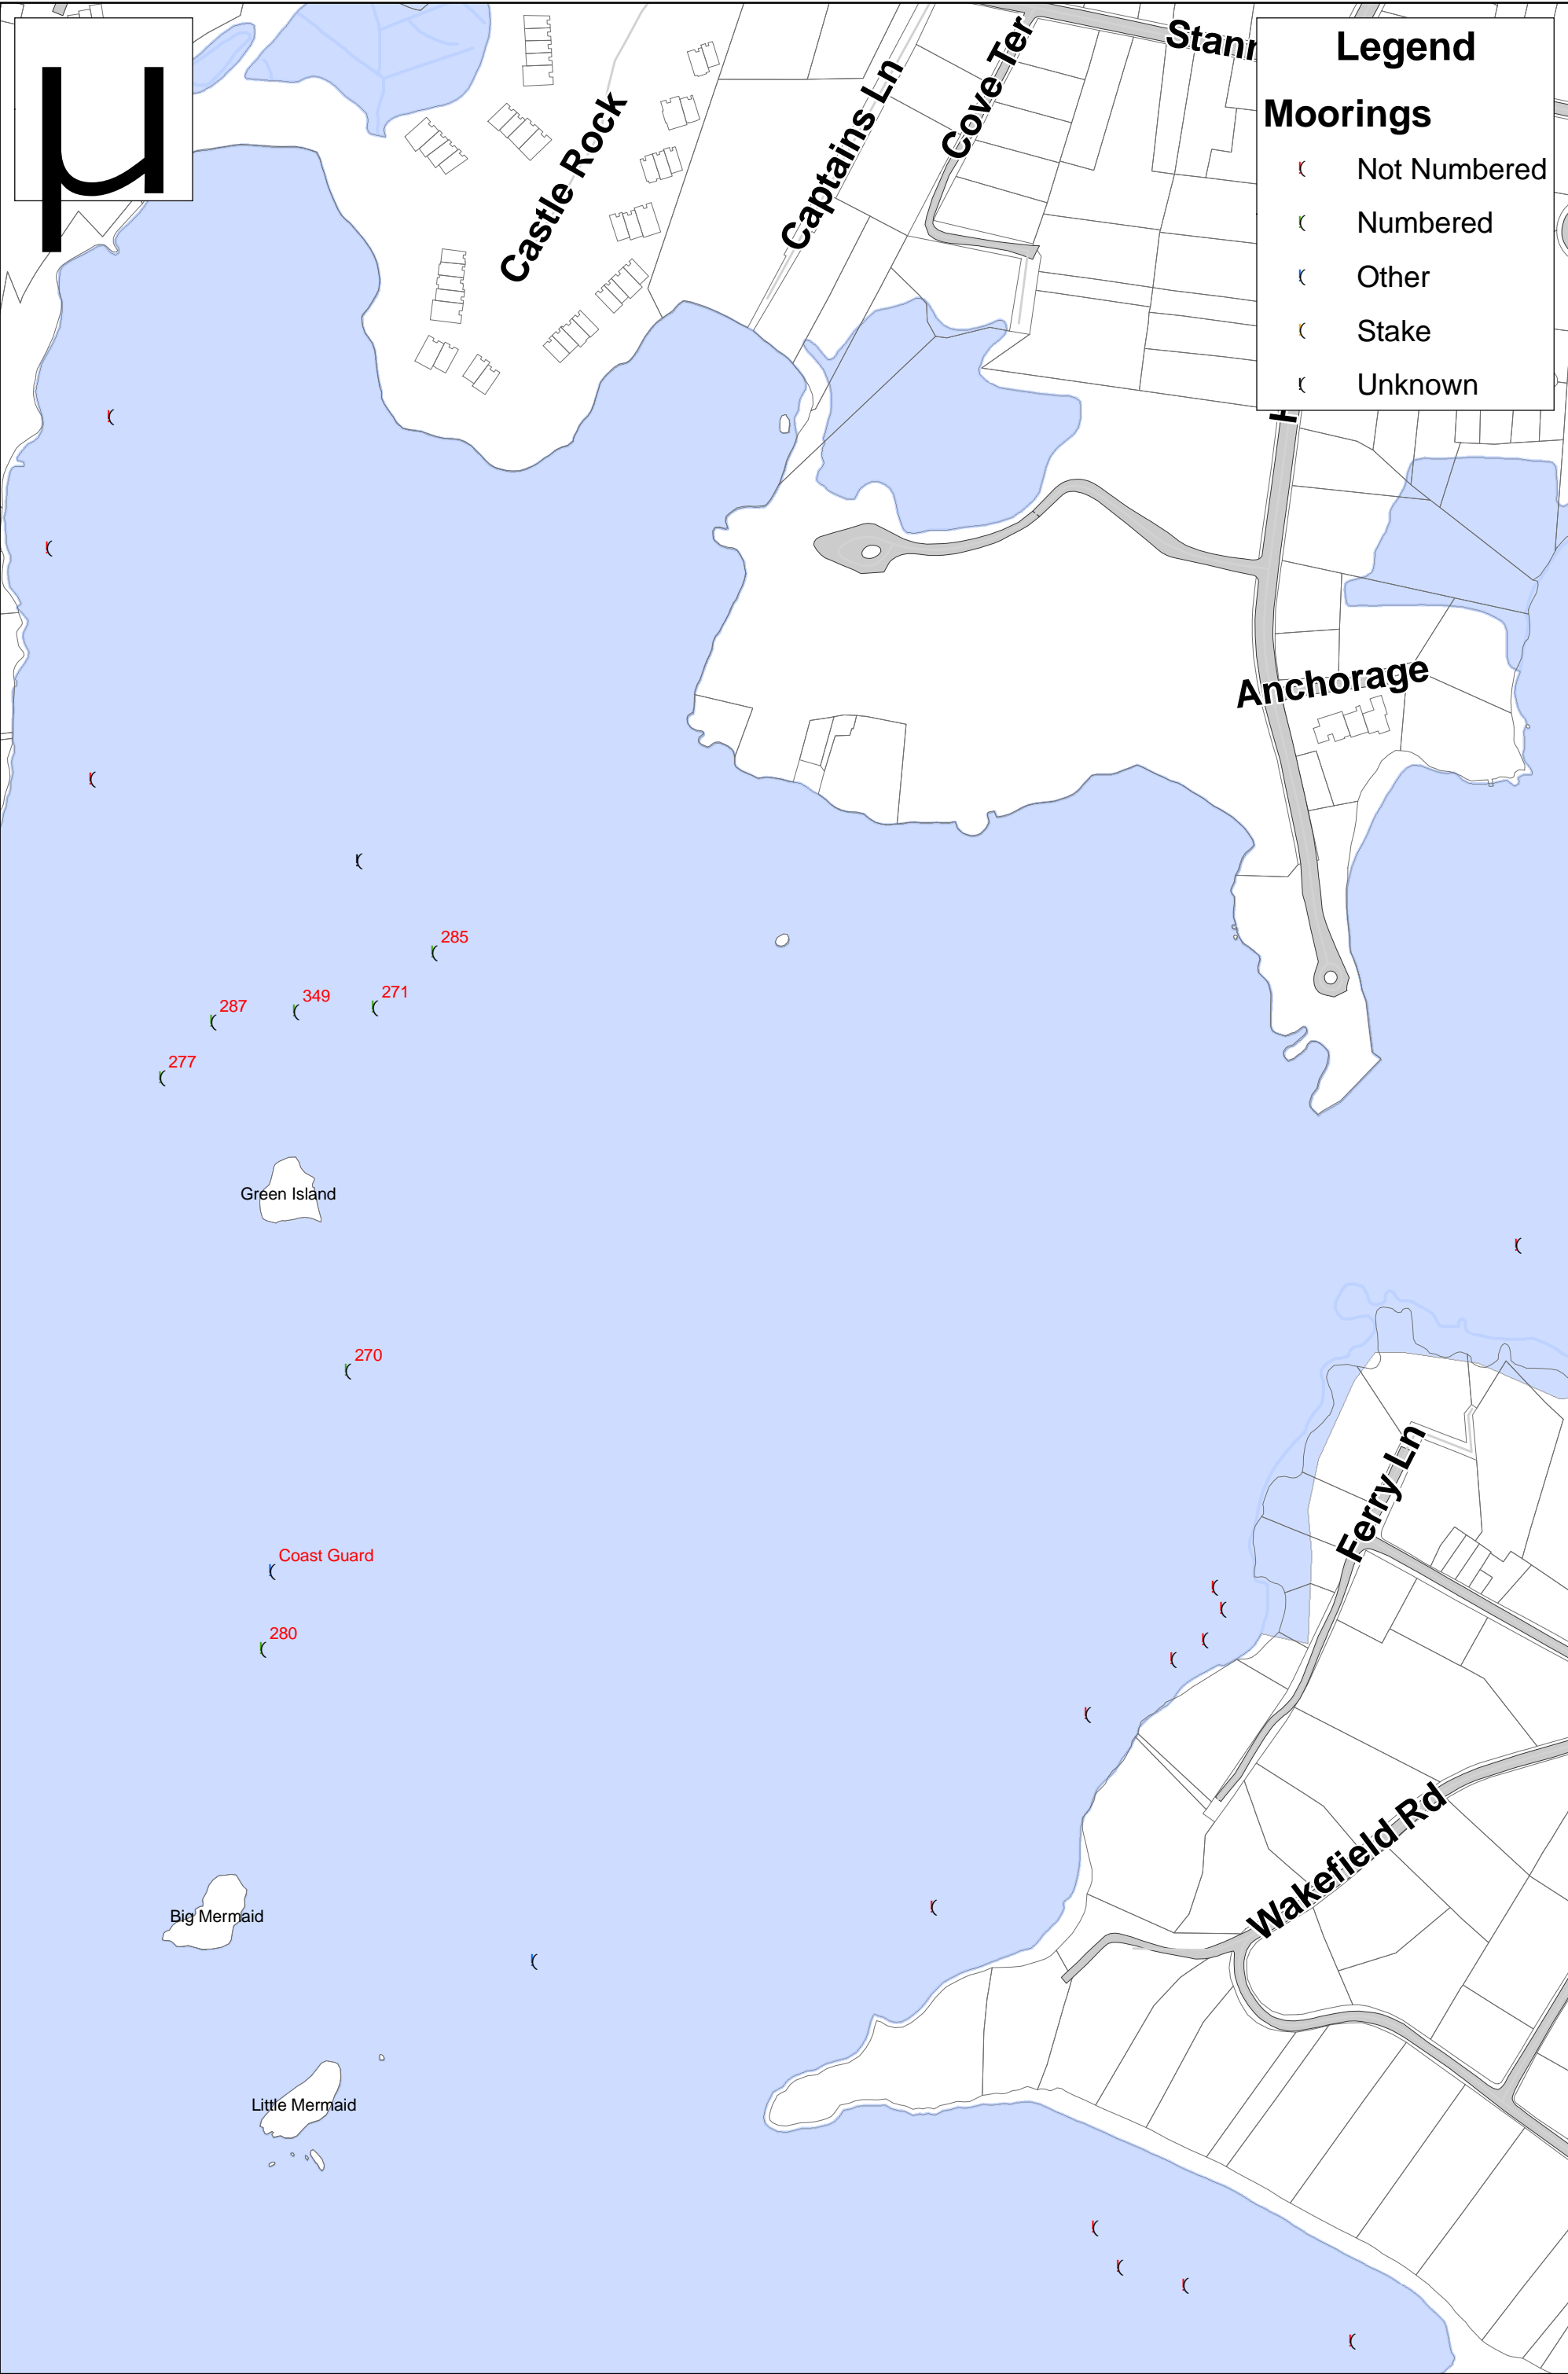 µ
Castle Rock
Captains Ln
Cove Ter
Legend
Moorings
Not Numbered
Numbered
Other
Stake
Unknown
Anchorage
285
271
349
287
277
Green Island
270
Ferry Ln
Coast Guard
280
Wakefield Rd
Big Mermaid
Little Mermaid